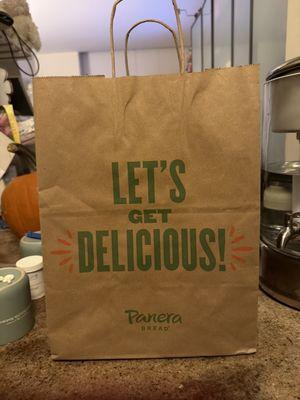 LET'S
GET
DELICIOUS!
Panera
BREAD®